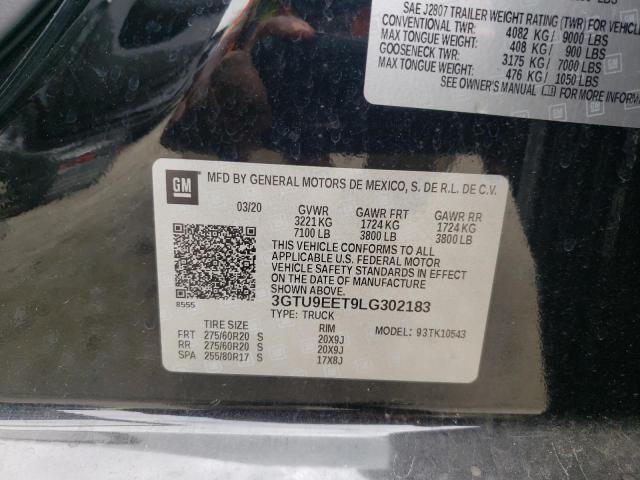 SAE J2807 TRAILER WEIGHT RATING (TWR) FOR VEHICLE
CONVENTIONAL TWR: 4082 KG/ 9000 LBS
MAX TONGUE WT: 408 KG/ 900 LBS
GOOSENECK TWR: 3175 KG/ 7000 LBS
MAX TONGUE WT: 476 KG/ 1050 LBS
SEE OWNER'S MANUAL FOR
GM
MFD BY GENERAL MOTORS DE MEXICO, S. DE R.L. DE C.V.
03/20 GVWR GAWR FRT GAWR RR
3221 KG 1724 KG 1724 KG
7100 LB 3800 LB 3800 LB
THIS VEHICLE CONFORMS TO ALL
APPLICABLE U.S. FEDERAL MOTOR
VEHICLE SAFETY STANDARDS IN EFFECT
ON THE DATE OF MANUFACTURE
SHOWN ABOVE.
8555 3GTU9EET9LG302183
TYPE: TRUCK
TIRE SIZE RIM MODEL: 93TK10543
FRT 275/60R20 S 20X9J
RR 275/60R20 S 20X9J
SPA 255/80R17 S 17X8J